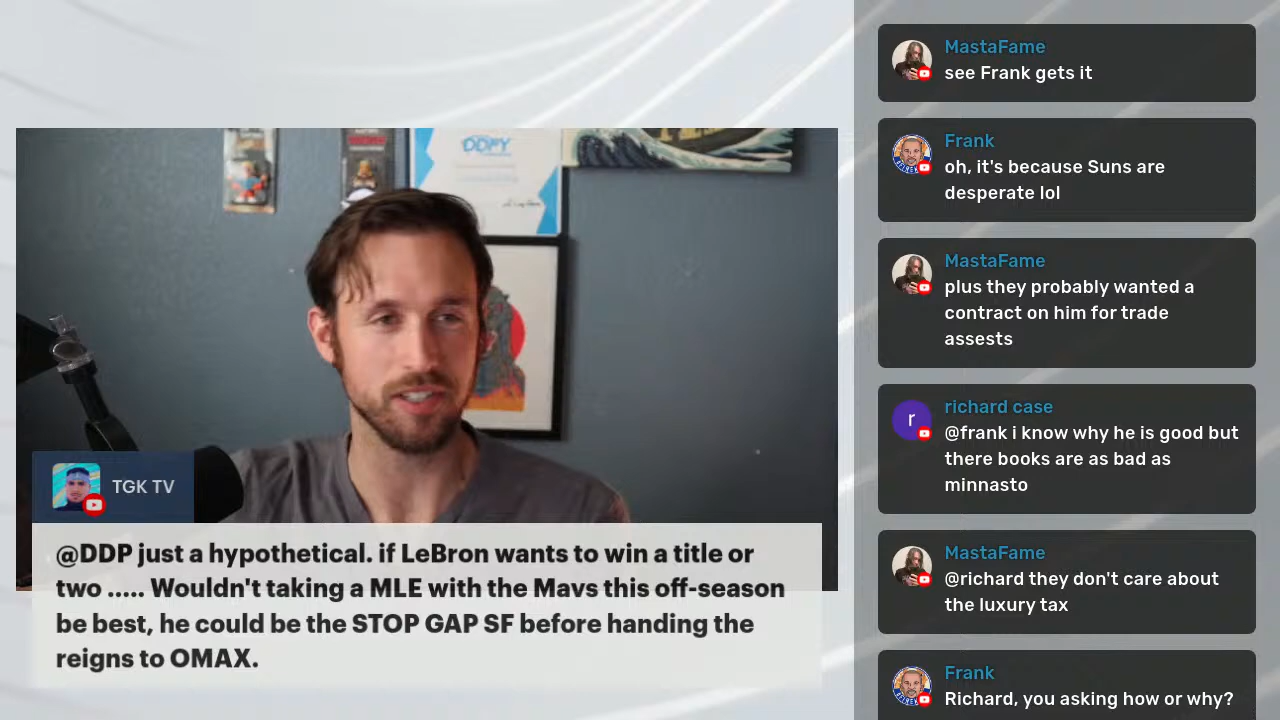 DDPY
TGK TV
@DDP just a hypothetical. if LeBron wants to win a title or
two ..... Wouldn't taking a MLE with the Mavs this off-season
be best, he could be the STOP GAP SF before handing the
reigns to OMAX.
MastaFame
see Frank gets it
Frank
oh, it's because Suns are
desperate lol
MastaFame
plus they probably wanted a
contract on him for trade
assests
r
richard case
@frank i know why he is good but
there books are as bad as
minnasto
MastaFame
@richard they don't care about
the luxury tax
Frank
Richard, you asking how or why?